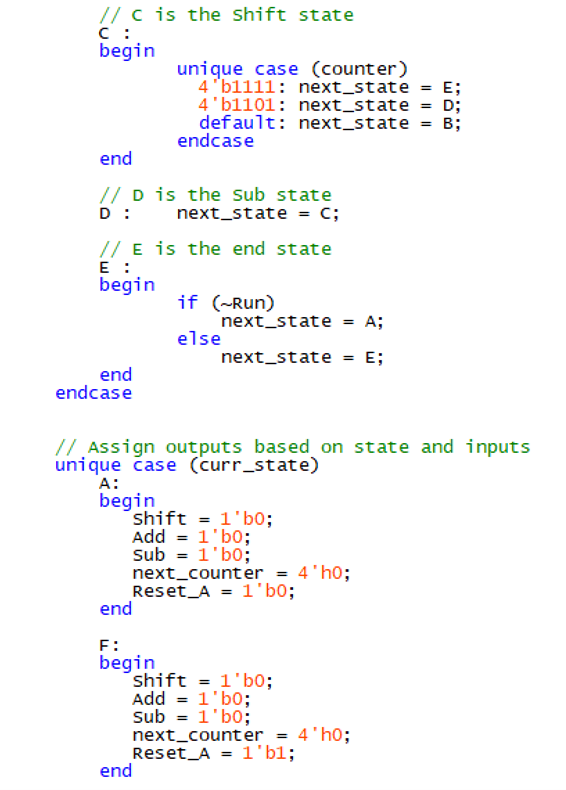 // C is the Shift state
C :
begin
unique case (counter)
4'b1111: next_state = E;
4'b1101: next_state = D;
default: next_state = B;
endcase
end
// D is the Sub state
D : next_state = C;
// E is the end state
E :
begin
if (~Run)
next_state = A;
else
next_state = E;
end
endcase
// Assign outputs based on state and inputs
unique case (curr_state)
A:
begin
Shift = 1'b0;
Add = 1'b0;
Sub = 1'b0;
next_counter = 4'h0;
Reset_A = 1'b0;
end
F:
begin
Shift = 1'b0;
Add = 1'b0;
Sub = 1'b0;
next_counter = 4'h0;
Reset_A = 1'b1;
end